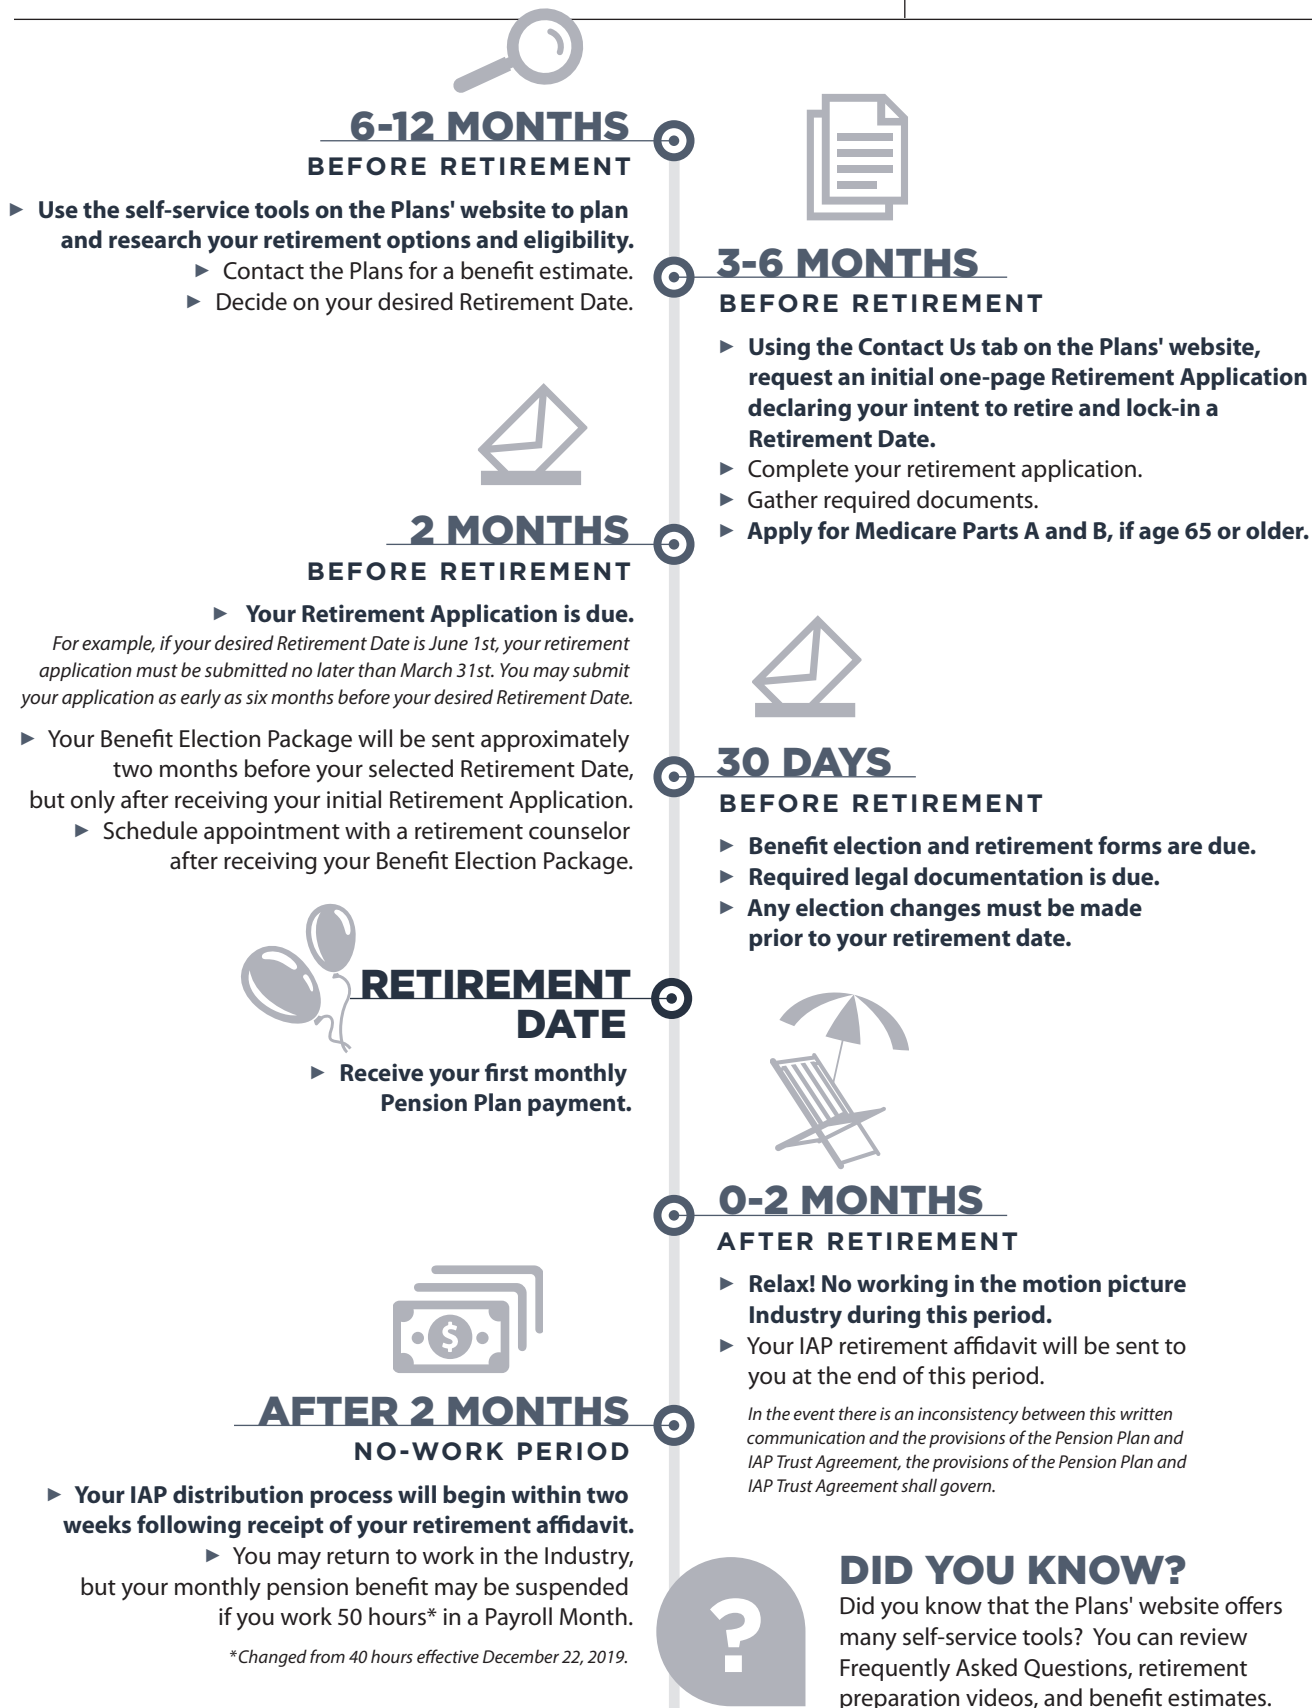 6-12 MONTHS
BEFORE RETIREMENT
► Use the self-service tools on the Plans' website to plan
and research your retirement options and eligibility.
► Contact the Plans for a benefit estimate.
► Decide on your desired Retirement Date.
3-6 MONTHS
BEFORE RETIREMENT
► Using the Contact Us tab on the Plans' website,
request an initial one-page Retirement Application
declaring your intent to retire and lock-in a
Retirement Date.
► Complete your retirement application.
► Gather required documents.
► Apply for Medicare Parts A and B, if age 65 or older.
2 MONTHS
BEFORE RETIREMENT
► Your Retirement Application is due.
For example, if your desired Retirement Date is June 1st, your retirement
application must be submitted no later than March 31st. You may submit
your application as early as six months before your desired Retirement Date.
► Your Benefit Election Package will be sent approximately
two months before your selected Retirement Date,
but only after receiving your initial Retirement Application.
► Schedule appointment with a retirement counselor
after receiving your Benefit Election Package.
30 DAYS
BEFORE RETIREMENT
► Benefit election and retirement forms are due.
► Required legal documentation is due.
► Any election changes must be made
prior to your retirement date.
RETIREMENT
DATE
► Receive your first monthly
Pension Plan payment.
0-2 MONTHS
AFTER RETIREMENT
► Relax! No working in the motion picture
Industry during this period.
► Your IAP retirement affidavit will be sent to
you at the end of this period.
In the event there is an inconsistency between this written
communication and the provisions of the Pension Plan and
IAP Trust Agreement, the provisions of the Pension Plan and
IAP Trust Agreement shall govern.
$
AFTER 2 MONTHS
NO-WORK PERIOD
► Your IAP distribution process will begin within two
weeks following receipt of your retirement affidavit.
► You may return to work in the Industry,
but your monthly pension benefit may be suspended
if you work 50 hours* in a Payroll Month.
*Changed from 40 hours effective December 22, 2019.
?
DID YOU KNOW?
Did you know that the Plans' website offers
many self-service tools? You can review
Frequently Asked Questions, retirement
preparation videos, and benefit estimates.